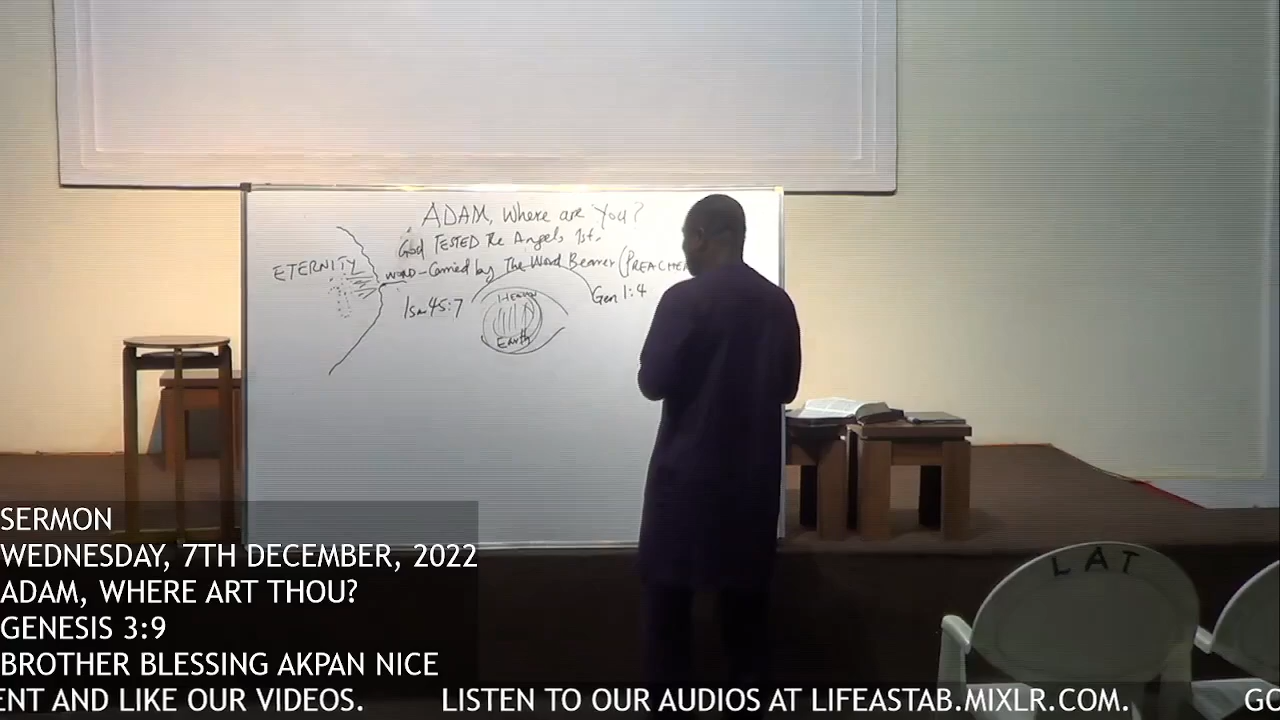 ADAM, Where are You?
God TESTED the Angels, 1st.
ETERNITY
WORD - Carried by The Word Bearer (PREACHE
Isa 45:7
Heaven
Gen 1:4
Earth
LAT
SERMON
WEDNESDAY, 7TH DECEMBER, 2022
ADAM, WHERE ART THOU?
GENESIS 3:9
BROTHER BLESSING AKPAN NICE
ENT AND LIKE OUR VIDEOS. LISTEN TO OUR AUDIOS AT LIFEASTAB.MIXLR.COM. GO